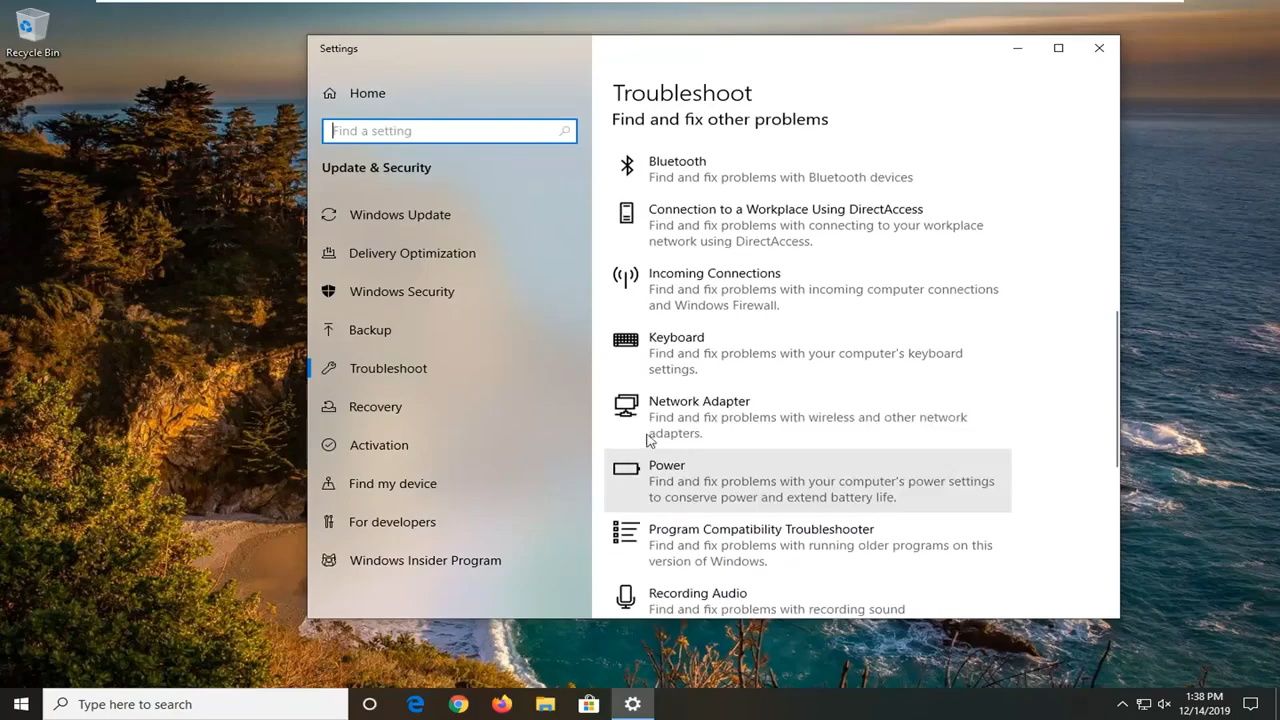 Recycle Bin
Settings
Home
Find a setting
Update & Security
Windows Update
Delivery Optimization
Windows Security
Backup
Troubleshoot
Recovery
Activation
Find my device
For developers
Windows Insider Program
Troubleshoot
Find and fix other problems
Bluetooth
Find and fix problems with Bluetooth devices
Connection to a Workplace Using DirectAccess
Find and fix problems with connecting to your workplace
network using DirectAccess.
Incoming Connections
Find and fix problems with incoming computer connections
and Windows Firewall.
Keyboard
Find and fix problems with your computer's keyboard
settings.
Network Adapter
Find and fix problems with wireless and other network
adapters.
Power
Find and fix problems with your computer's power settings
to conserve power and extend battery life.
Program Compatibility Troubleshooter
Find and fix problems with running older programs on this
version of Windows.
Recording Audio
Find and fix problems with recording sound
Type here to search
1:38 PM
12/14/2019